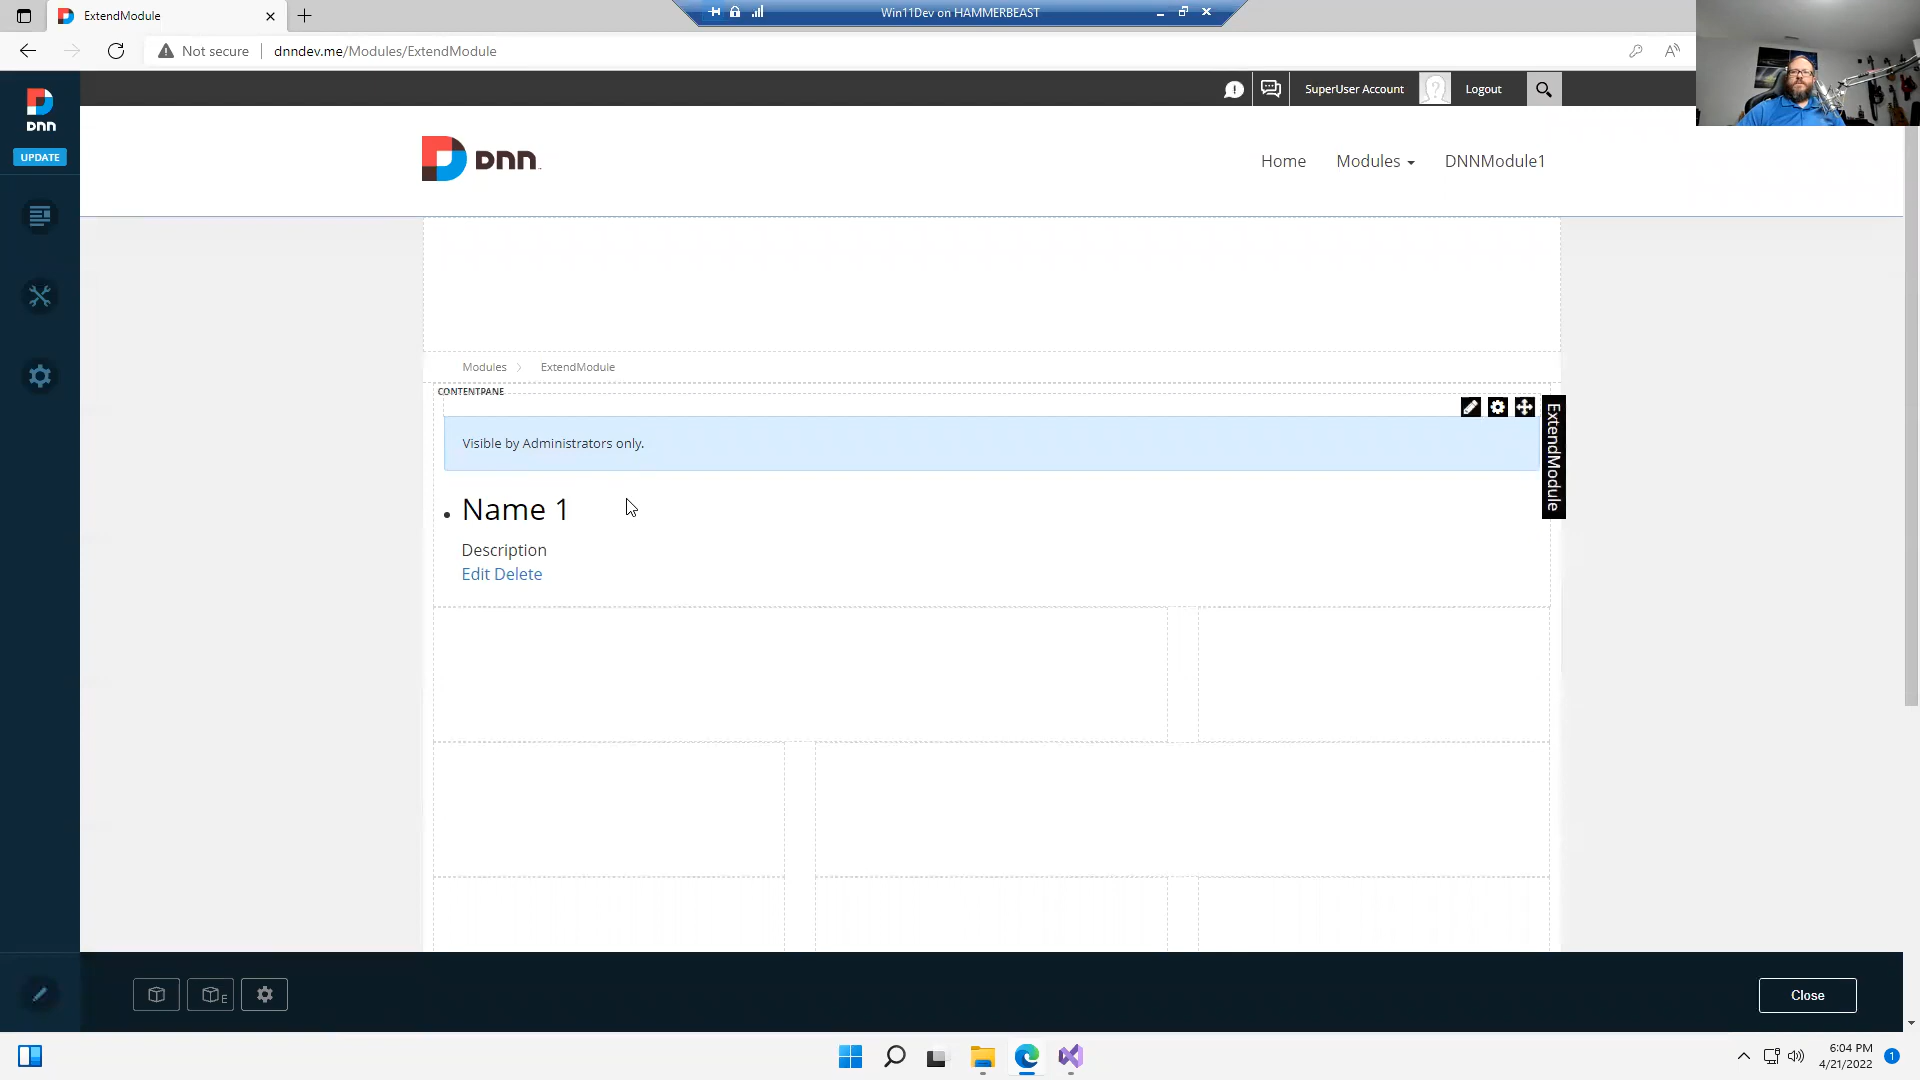 ExtendModule
Win11Dev on HAMMERBEAST
Not secure
dnndev.me/Modules/ExtendModule
DNN
UPDATE
SuperUser Account
Logout
DNN
Home
Modules
DNNModule1
Modules
ExtendModule
CONTENTPANE
ExtendModule
Visible by Administrators only.
Name 1
Description
Edit Delete
E
Close
6:04 PM
4/21/2022
1